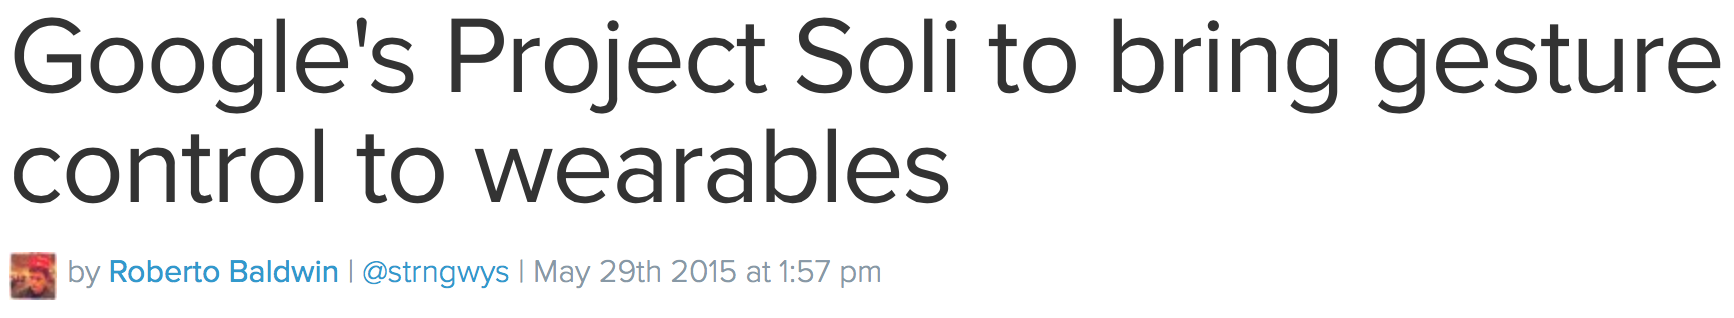 Google's Project Soli to bring gesture
control to wearables
by Roberto Baldwin | @strngwys | May 29th 2015 at 1:57 pm